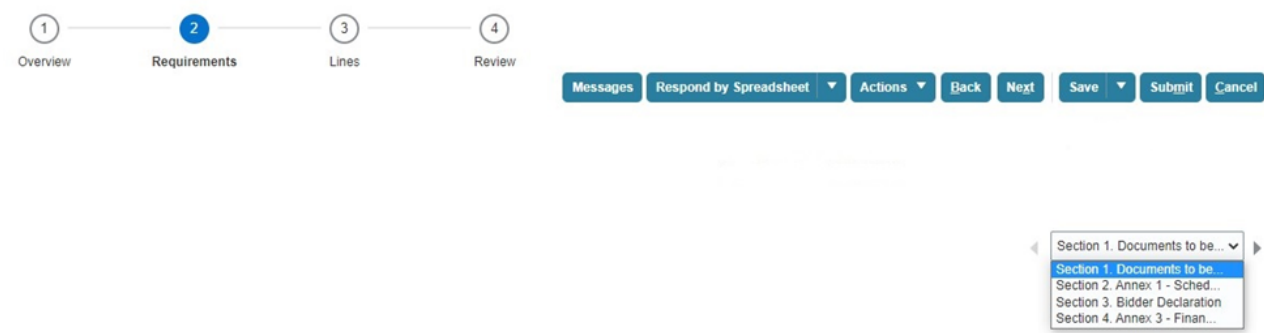 1 2 3 4
Overview Requirements Lines Review
Messages Respond by Spreadsheet Actions Back Next Save Submit Cancel
Section 1. Documents to be...
Section 1. Documents to be...
Section 2. Annex 1 - Sched...
Section 3. Bidder Declaration
Section 4. Annex 3 - Finan...